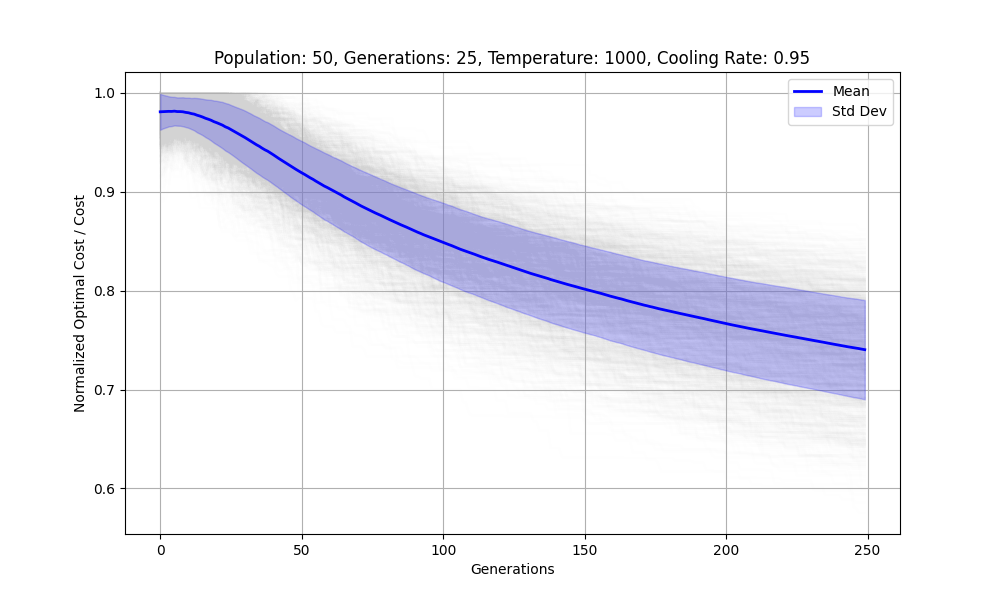 Population: 50, Generations: 25, Temperature: 1000, Cooling Rate: 0.95
Mean
Std Dev
Normalized Optimal Cost / Cost
1.0
0.9
0.8
0.7
0.6
0 50 100 150 200 250
Generations